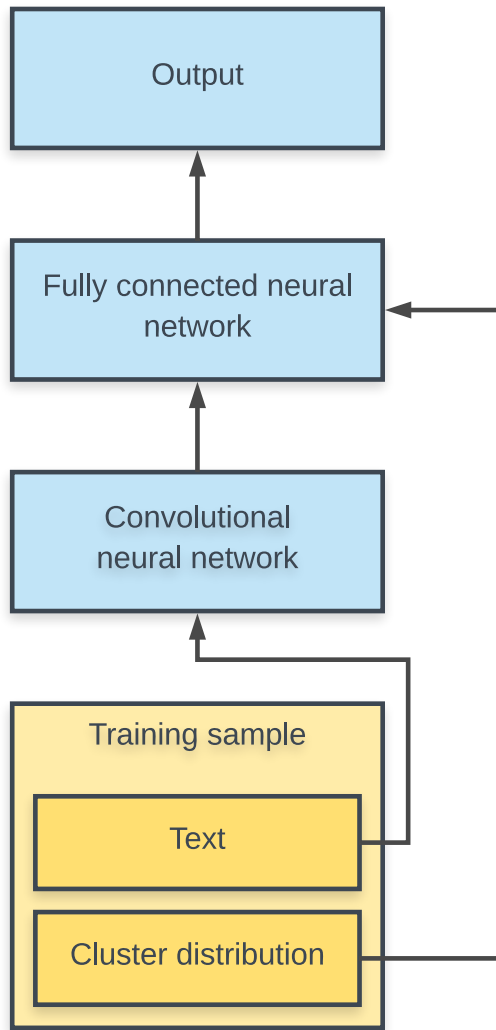 Output
Fully connected neural
network
Convolutional
neural network
Training sample
Text
Cluster distribution